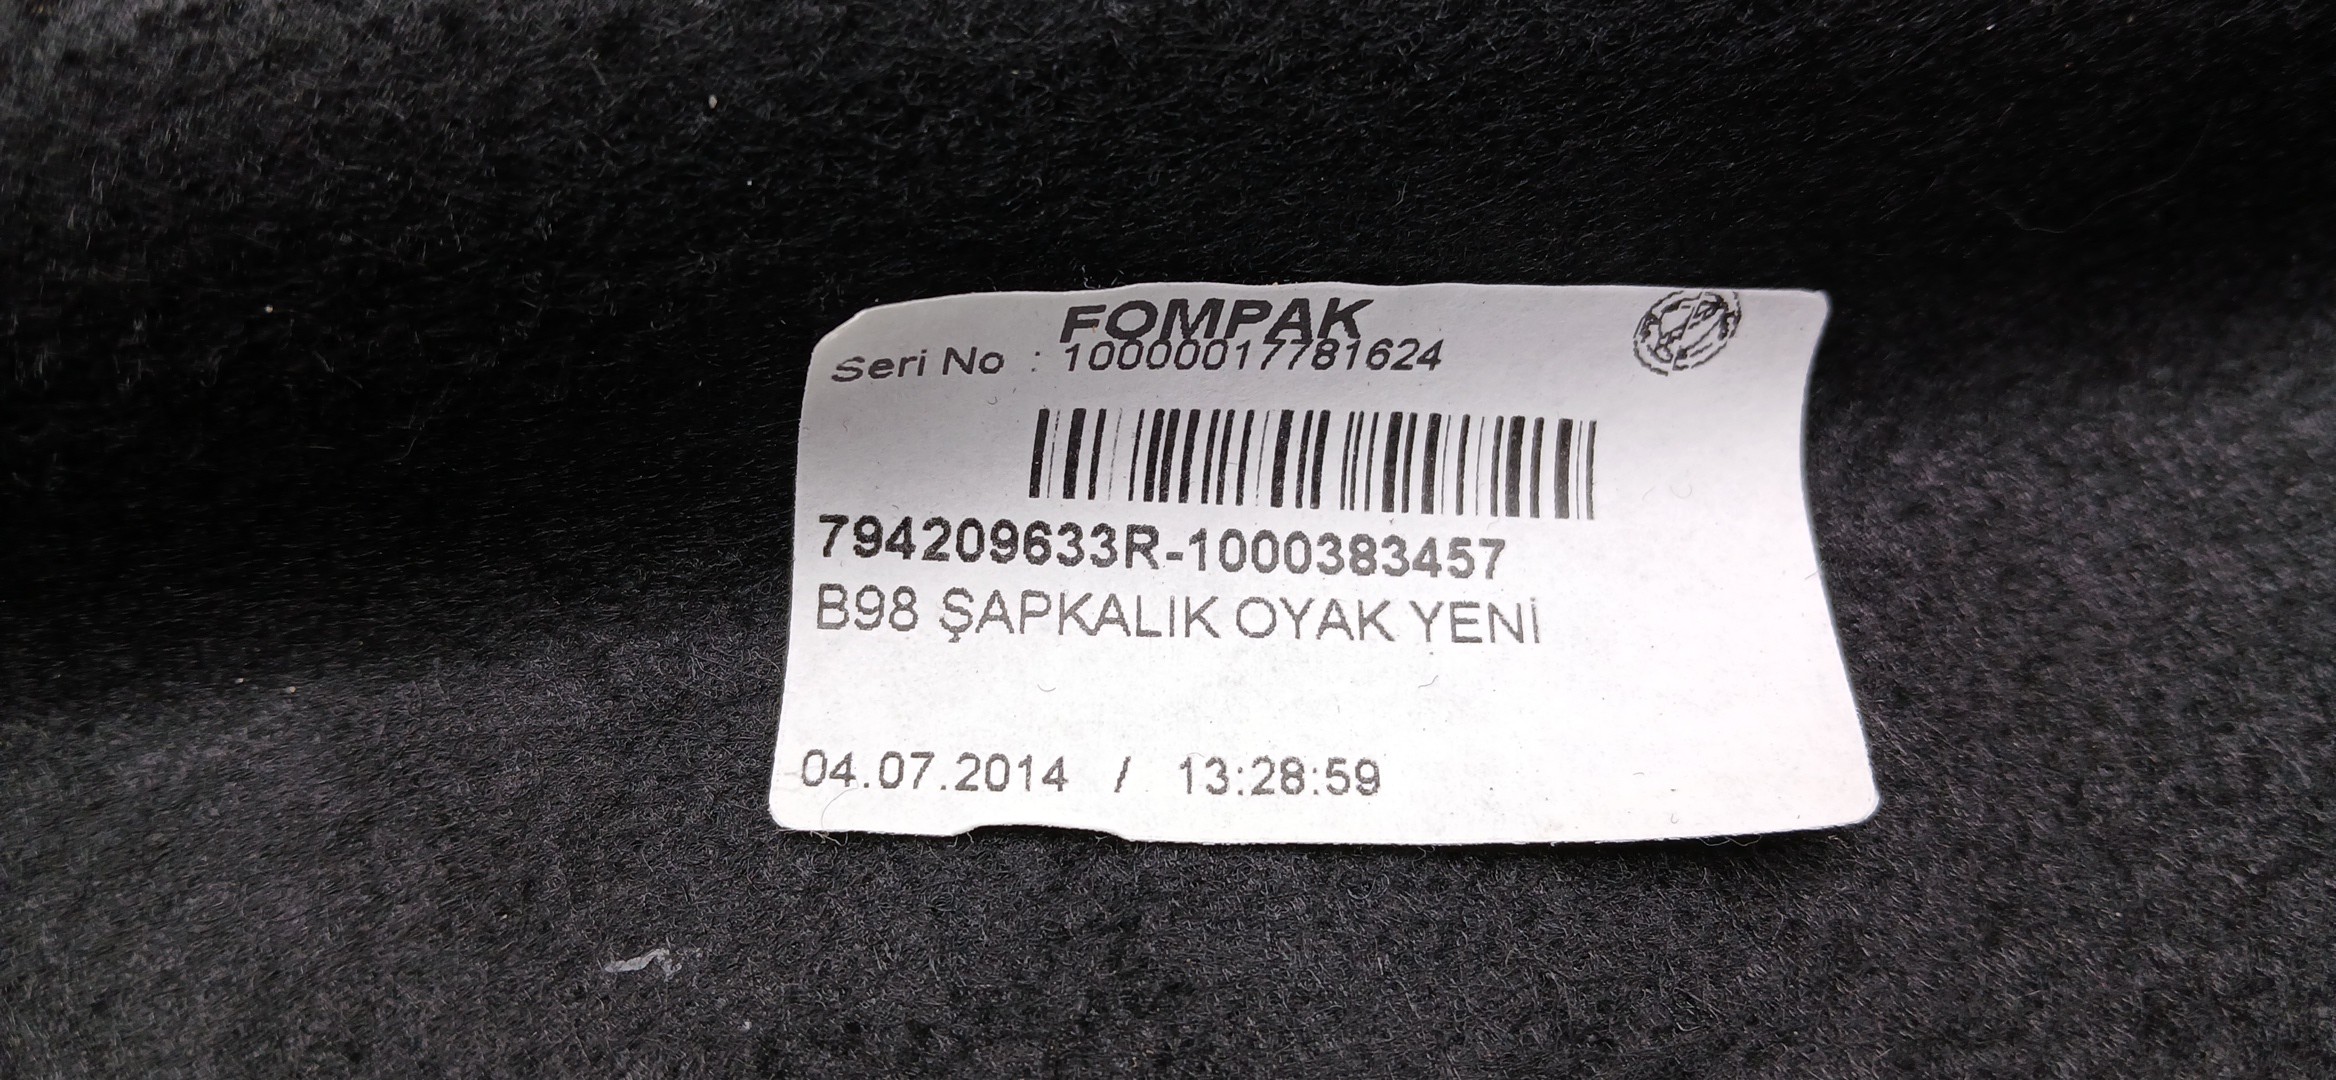 FOMPAK
Seri No : 10000017781624
794209633R-1000383457
B98 ŞAPKALIK OYAK YENİ
04.07.2014 / 13:28:59